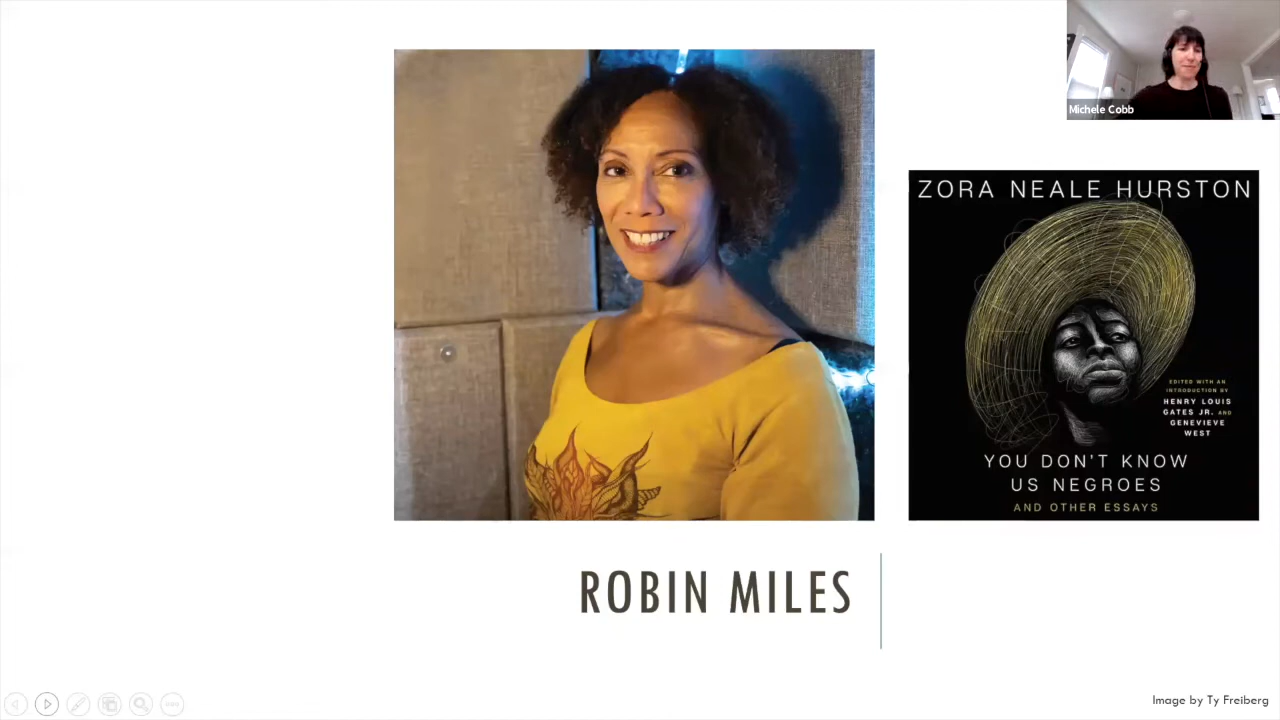 Michele Cobb
ZORA NEALE HURSTON
EDITED WITH AN
INTRODUCTION BY
HENRY LOUIS
GATES JR. AND
GENEVIEVE
WEST
YOU DON'T KNOW
US NEGROES
AND OTHER ESSAYS
ROBIN MILES
Image by Ty Freiberg